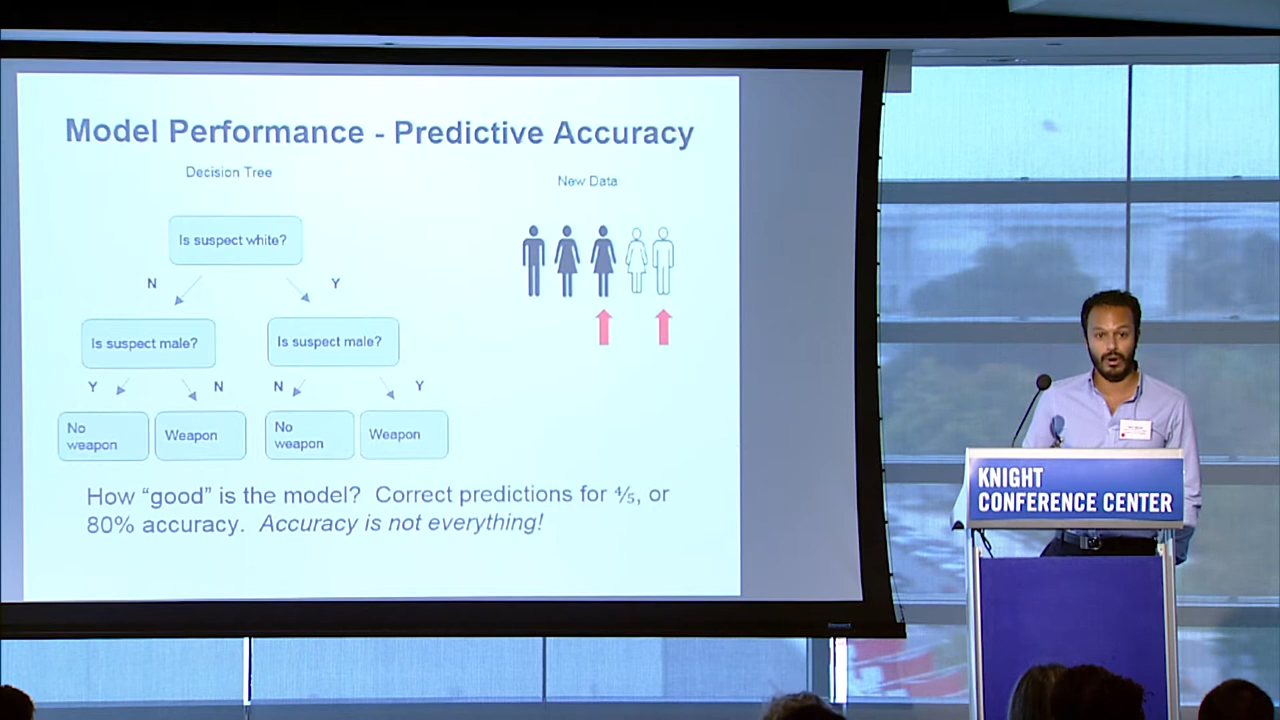 Model Performance - Predictive Accuracy
Decision Tree
New Data
Is suspect white?
N
Y
Is suspect male?
Is suspect male?
Y
N
N
Y
No
weapon
Weapon
No
weapon
Weapon
How “good” is the model? Correct predictions for ⅘, or
80% accuracy. Accuracy is not everything!
KNIGHT
CONFERENCE CENTER